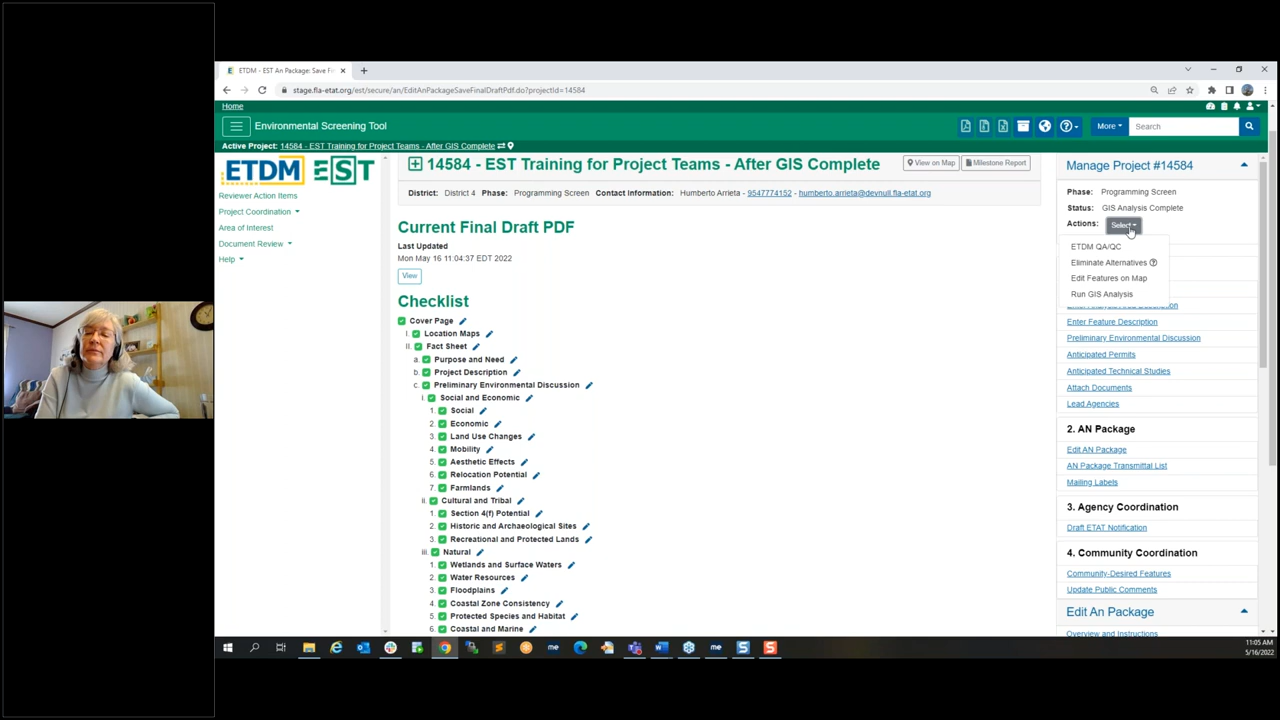 ETDM - EST An Package: Save Fi
stage.fla-etat.org/est/secure/an/EditAnPackageSaveFinalDraftPdf.do?projectId=14584
Home
Environmental Screening Tool
More
Search
Active Project: 14584 - EST Training for Project Teams - After GIS Complete
ETDM EST
Reviewer Action Items
Project Coordination
Area of Interest
Document Review
Help
14584 - EST Training for Project Teams - After GIS Complete
View on Map
Milestone Report
District: District 4 Phase: Programming Screen Contact Information: Humberto Arrieta - 9547774152 - humberto.arrieta@devnull.fla-etat.org
Current Final Draft PDF
Last Updated
Mon May 16 11:04:37 EDT 2022
View
Checklist
Cover Page
I. Location Maps
II. Fact Sheet
a. Purpose and Need
b. Project Description
c. Preliminary Environmental Discussion
i. Social and Economic
1. Social
2. Economic
3. Land Use Changes
4. Mobility
5. Aesthetic Effects
6. Relocation Potential
7. Farmlands
ii. Cultural and Tribal
1. Section 4(f) Potential
2. Historic and Archaeological Sites
3. Recreational and Protected Lands
iii. Natural
1. Wetlands and Surface Waters
2. Water Resources
3. Floodplains
4. Coastal Zone Consistency
5. Protected Species and Habitat
6. Coastal and Marine
Manage Project #14584
Phase: Programming Screen
Status: GIS Analysis Complete
Actions: Select
ETDM QA/QC
Eliminate Alternatives
Edit Features on Map
Run GIS Analysis
Enter Feature Description
Preliminary Environmental Discussion
Anticipated Permits
Anticipated Technical Studies
Attach Documents
Lead Agencies
2. AN Package
Edit AN Package
AN Package Transmittal List
Mailing Labels
3. Agency Coordination
Draft ETAT Notification
4. Community Coordination
Community-Desired Features
Update Public Comments
Edit An Package
Overview and Instructions
11:05 AM
5/16/2022